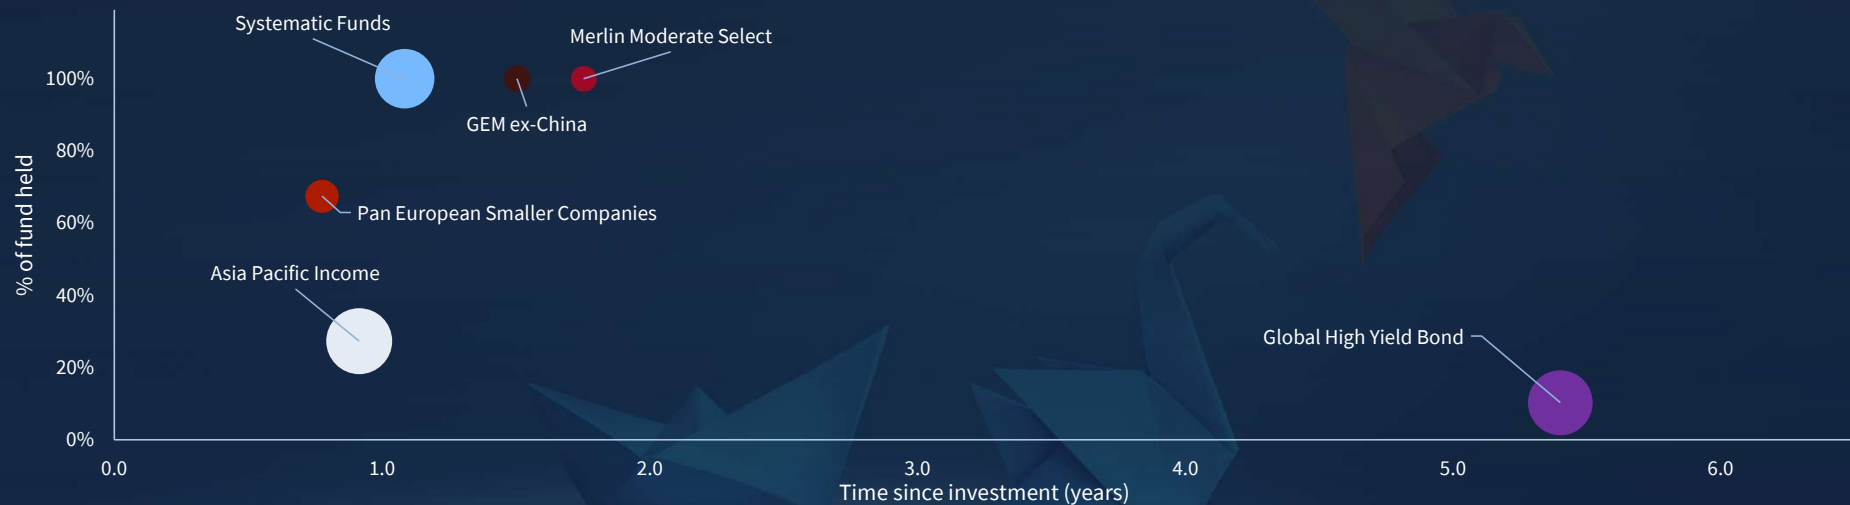 Systematic Funds
Merlin Moderate Select
100%
GEM ex-China
80%
% of fund held
Pan European Smaller Companies
60%
Asia Pacific Income
40%
Global High Yield Bond
20%
0%
0.0 1.0 2.0 3.0 4.0 5.0 6.0
Time since investment (years)